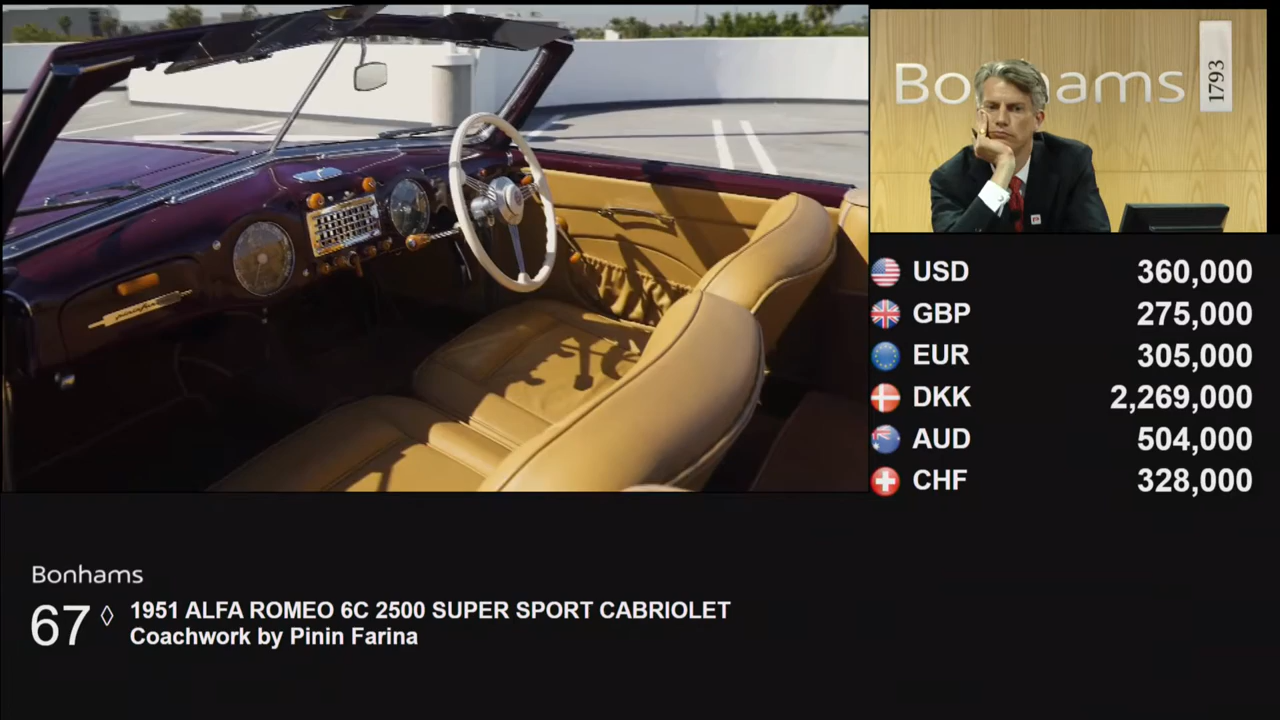 Bonhams
1793
USD 360,000
GBP 275,000
EUR 305,000
DKK 2,269,000
AUD 504,000
CHF 328,000
Bonhams
67 ◊ 1951 ALFA ROMEO 6C 2500 SUPER SPORT CABRIOLET
Coachwork by Pinin Farina